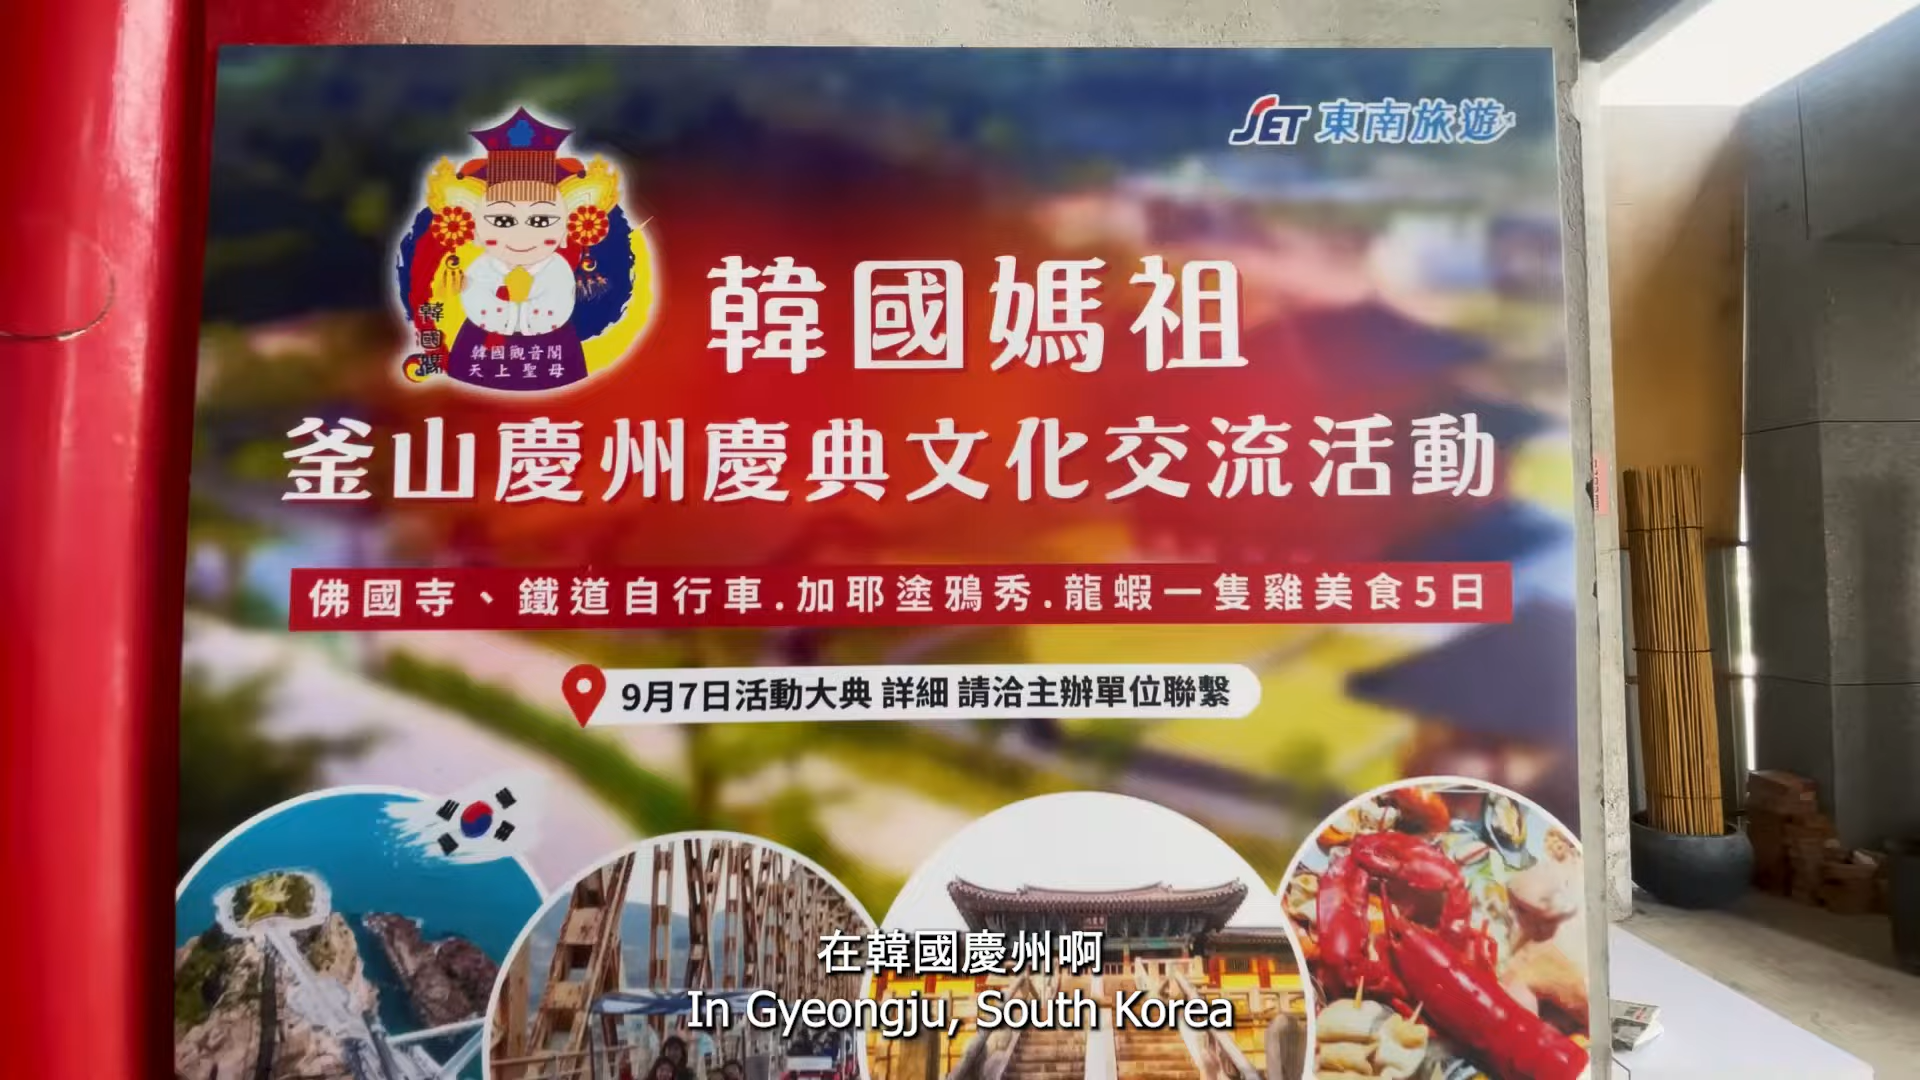 JET 東南旅遊
韓國媽
韓國觀音閣
天上聖母
韓國媽祖
釜山慶州慶典文化交流活動
佛國寺、鐵道自行車.加耶塗鴉秀.龍蝦一隻雞美食5日
9月7日活動大典 詳細 請洽主辦單位聯繫
在韓國慶州啊
In Gyeongju, South Korea